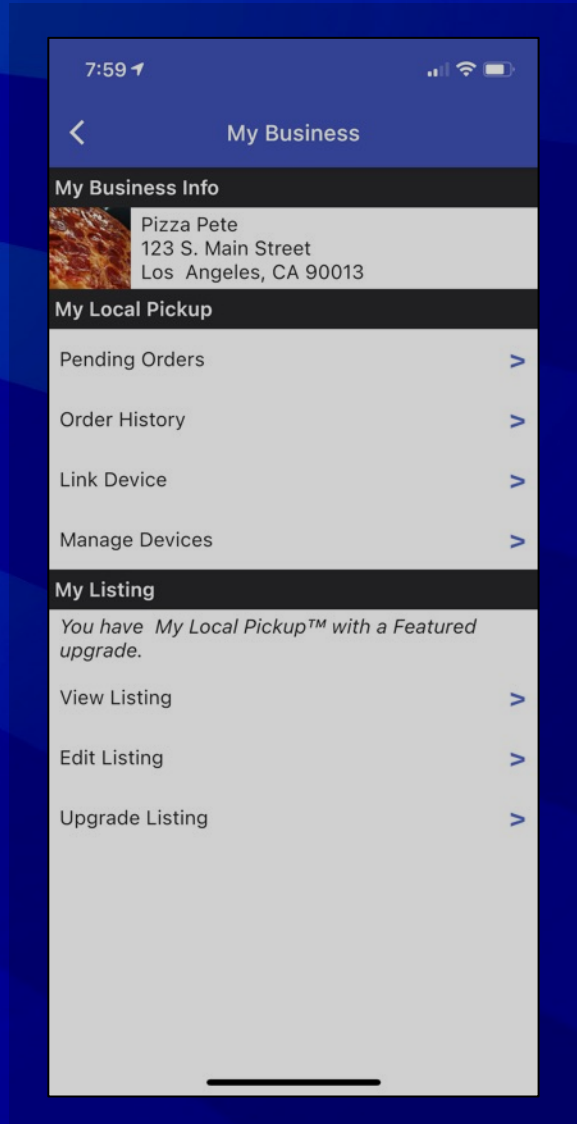 7:59
My Business
My Business Info
Pizza Pete
123 S. Main Street
Los  Angeles, CA 90013
My Local Pickup
Pending Orders >
Order History >
Link Device >
Manage Devices >
My Listing
You have  My Local Pickup™ with a Featured
upgrade.
View Listing >
Edit Listing >
Upgrade Listing >